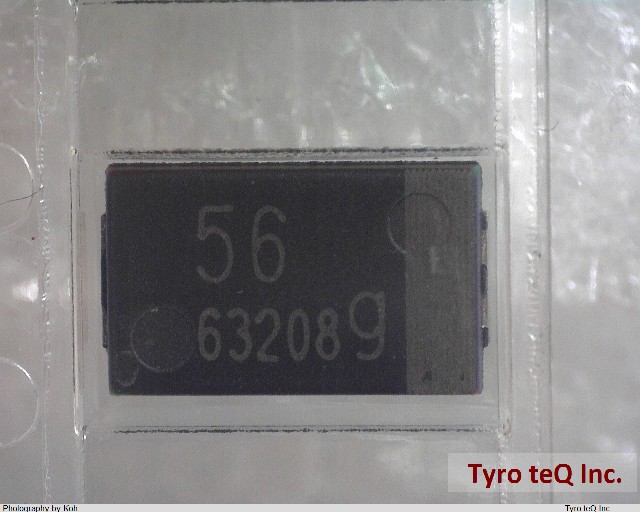 56
63208g
Tyro teQ Inc.
Photography by Koh
Tyro teQ Inc